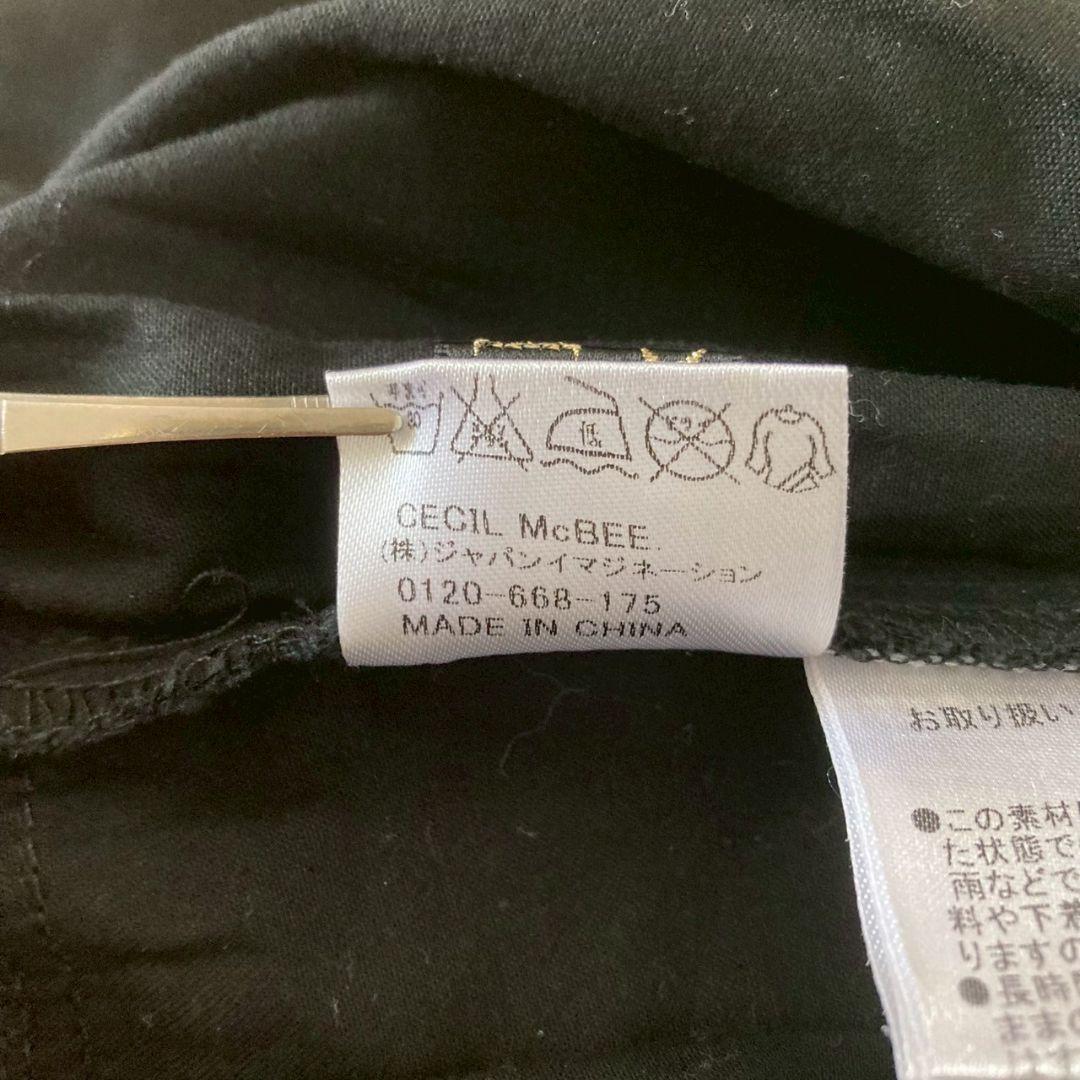 低
CECIL McBEE.
(株)ジャパンイマジネーション
0120-668-175
MADE IN CHINA
お取り扱い
●この素材
た状態で
雨などで
料や下着
りますの
●長時間
ままの